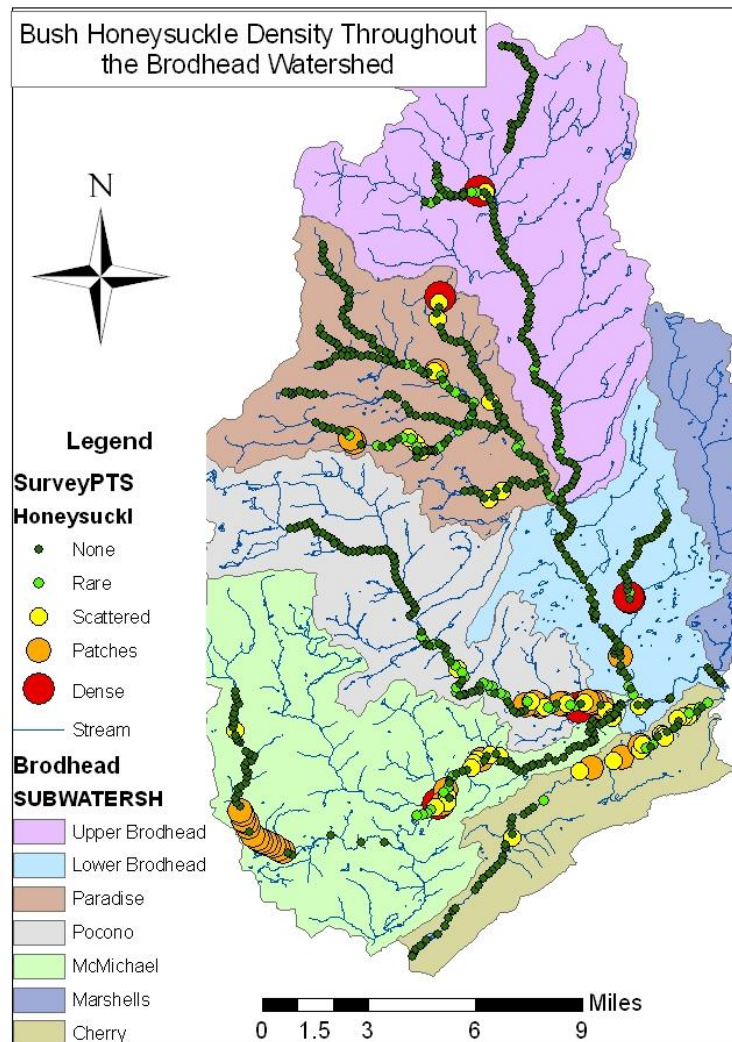 Bush Honeysuckle Density Throughout
the Brodhead Watershed
N
Legend
SurveyPTS
Honeysuckl
None
Rare
Scattered
Patches
Dense
Stream
Brodhead
SUBWATERSH
Upper Brodhead
Lower Brodhead
Paradise
Pocono
McMichael
Marshells
Cherry
Miles
0 1.5 3 6 9